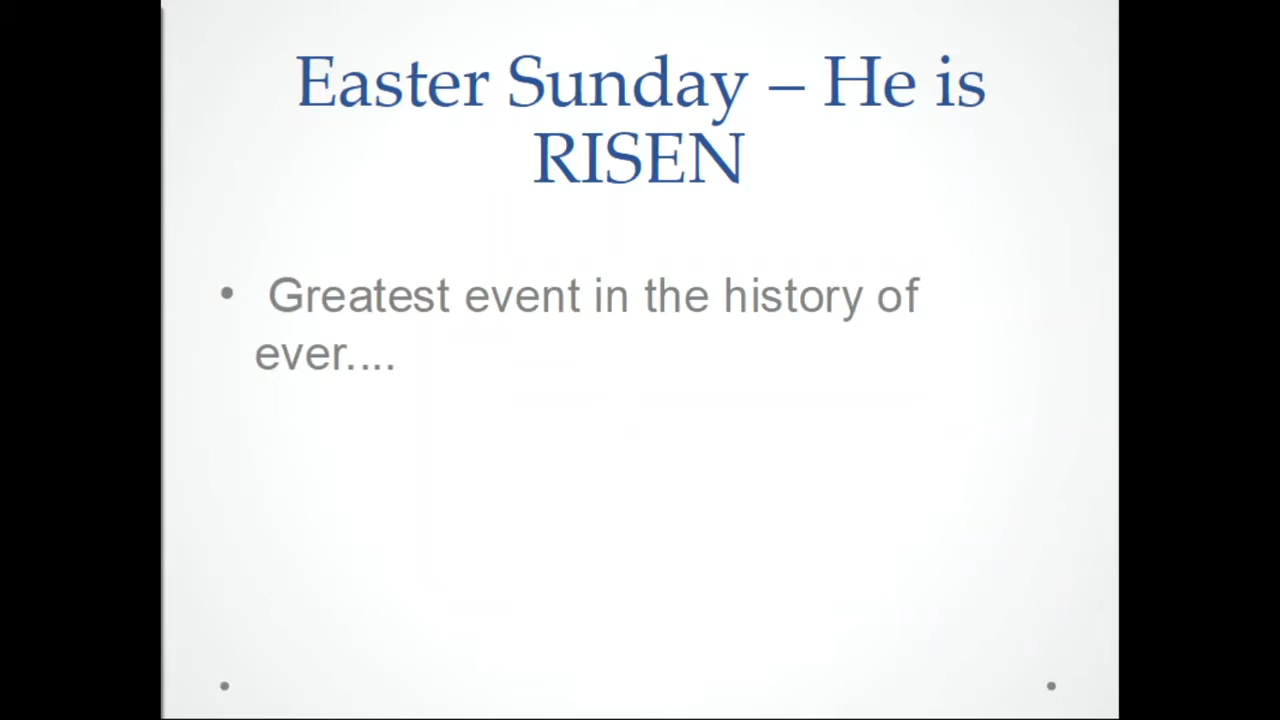 Easter Sunday – He is
RISEN
• Greatest event in the history of
ever....